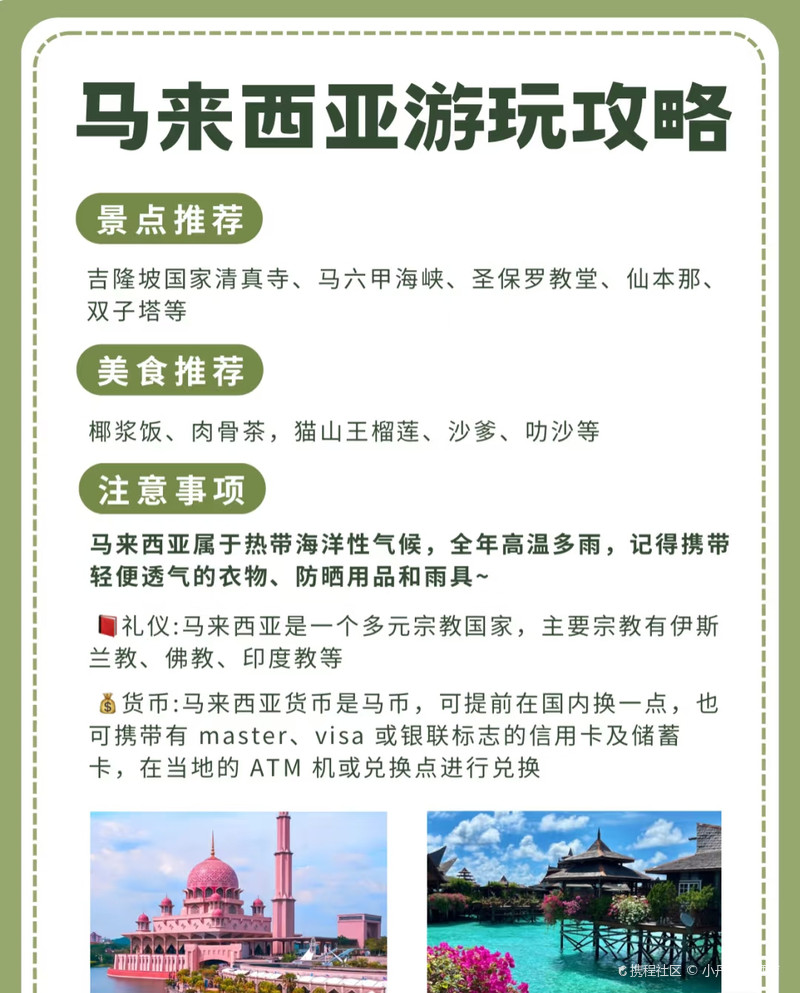 马来西亚游玩攻略
景点推荐
吉隆坡国家清真寺、马六甲海峡、圣保罗教堂、仙本那、
双子塔等
美食推荐
椰浆饭、肉骨茶，猫山王榴莲、沙爹、叻沙等
注意事项
马来西亚属于热带海洋性气候，全年高温多雨，记得携带
轻便透气的衣物、防晒用品和雨具~
📕礼仪:马来西亚是一个多元宗教国家，主要宗教有伊斯
兰教、佛教、印度教等
💰货币:马来西亚货币是马币，可提前在国内换一点，也
可携带有 master、visa 或银联标志的信用卡及储蓄
卡，在当地的 ATM 机或兑换点进行兑换
携程社区 © 小